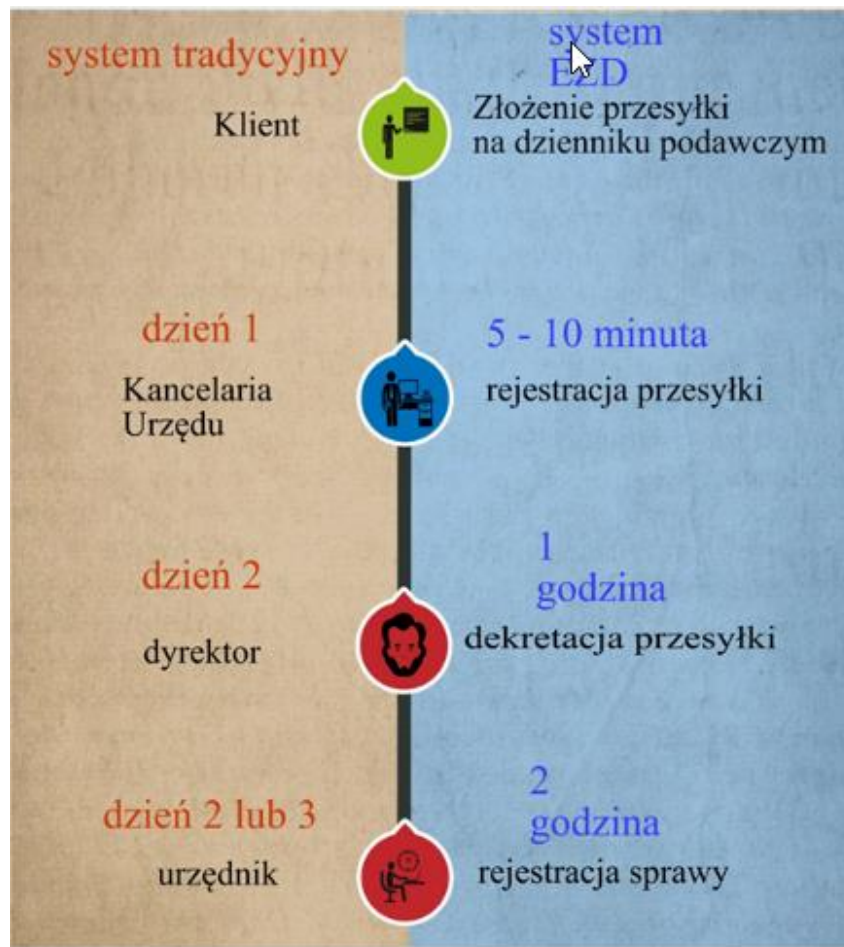 system tradycyjny
system
EZD
Klient
Złożenie przesyłki
na dzienniku podawczym
dzień 1
5 - 10 minuta
Kancelaria
Urzędu
rejestracja przesyłki
dzień 2
1
godzina
dyrektor
dekretacja przesyłki
dzień 2 lub 3
2
godzina
urzędnik
rejestracja sprawy